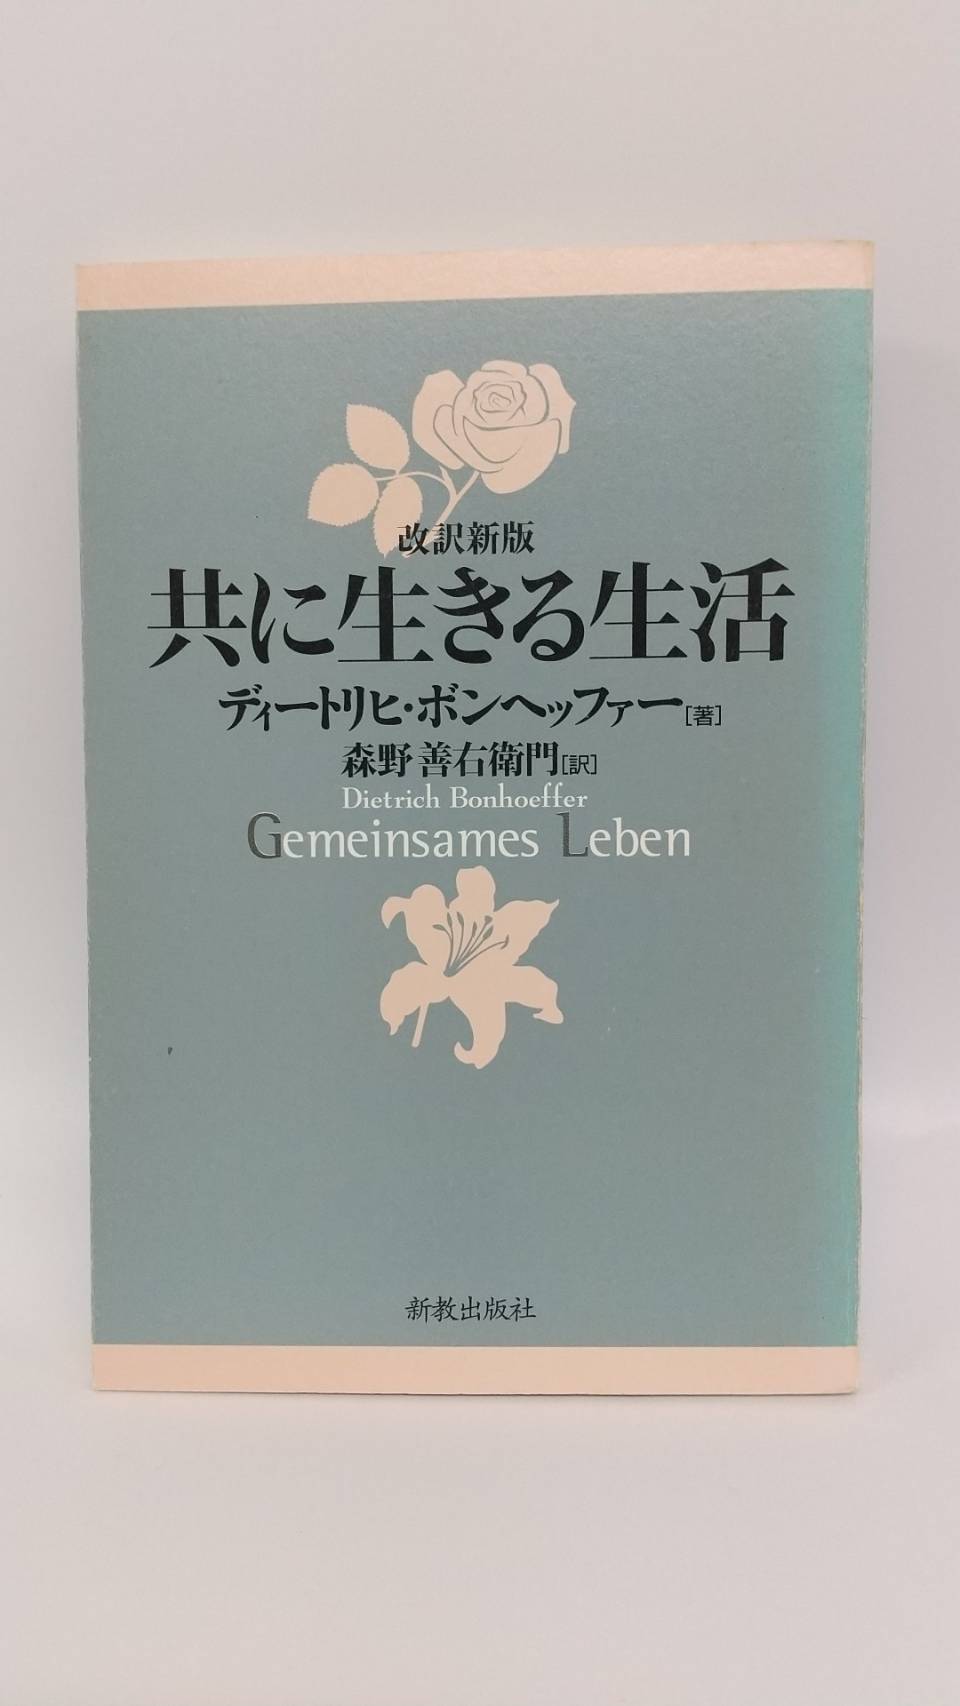 改訳新版
共に生きる生活
ディートリヒ・ボンヘッファー[著]
森野善右衛門[訳]
Dietrich Bonhoeffer
Gemeinsames Leben
新教出版社